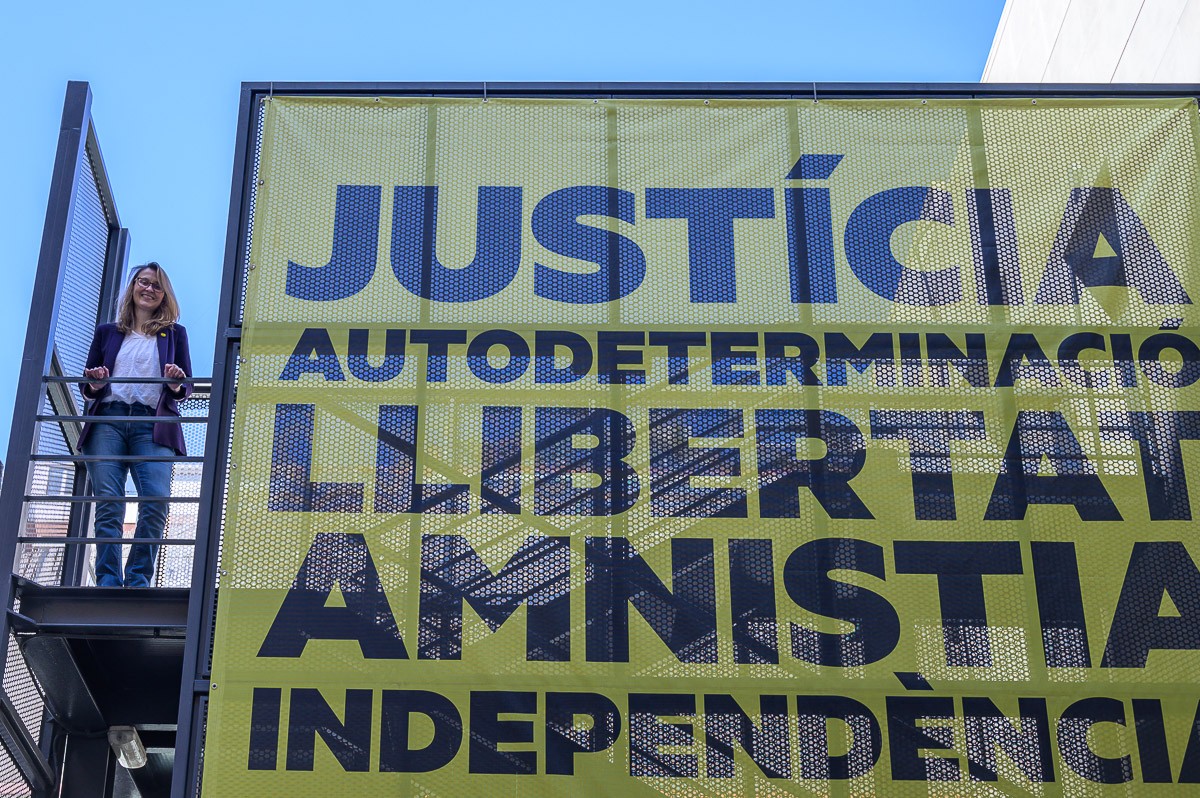 JUSTÍCIA
AUTODETERMINACIÓ
LLIBERTAT
AMNISTIA
INDEPENDÈNCIA